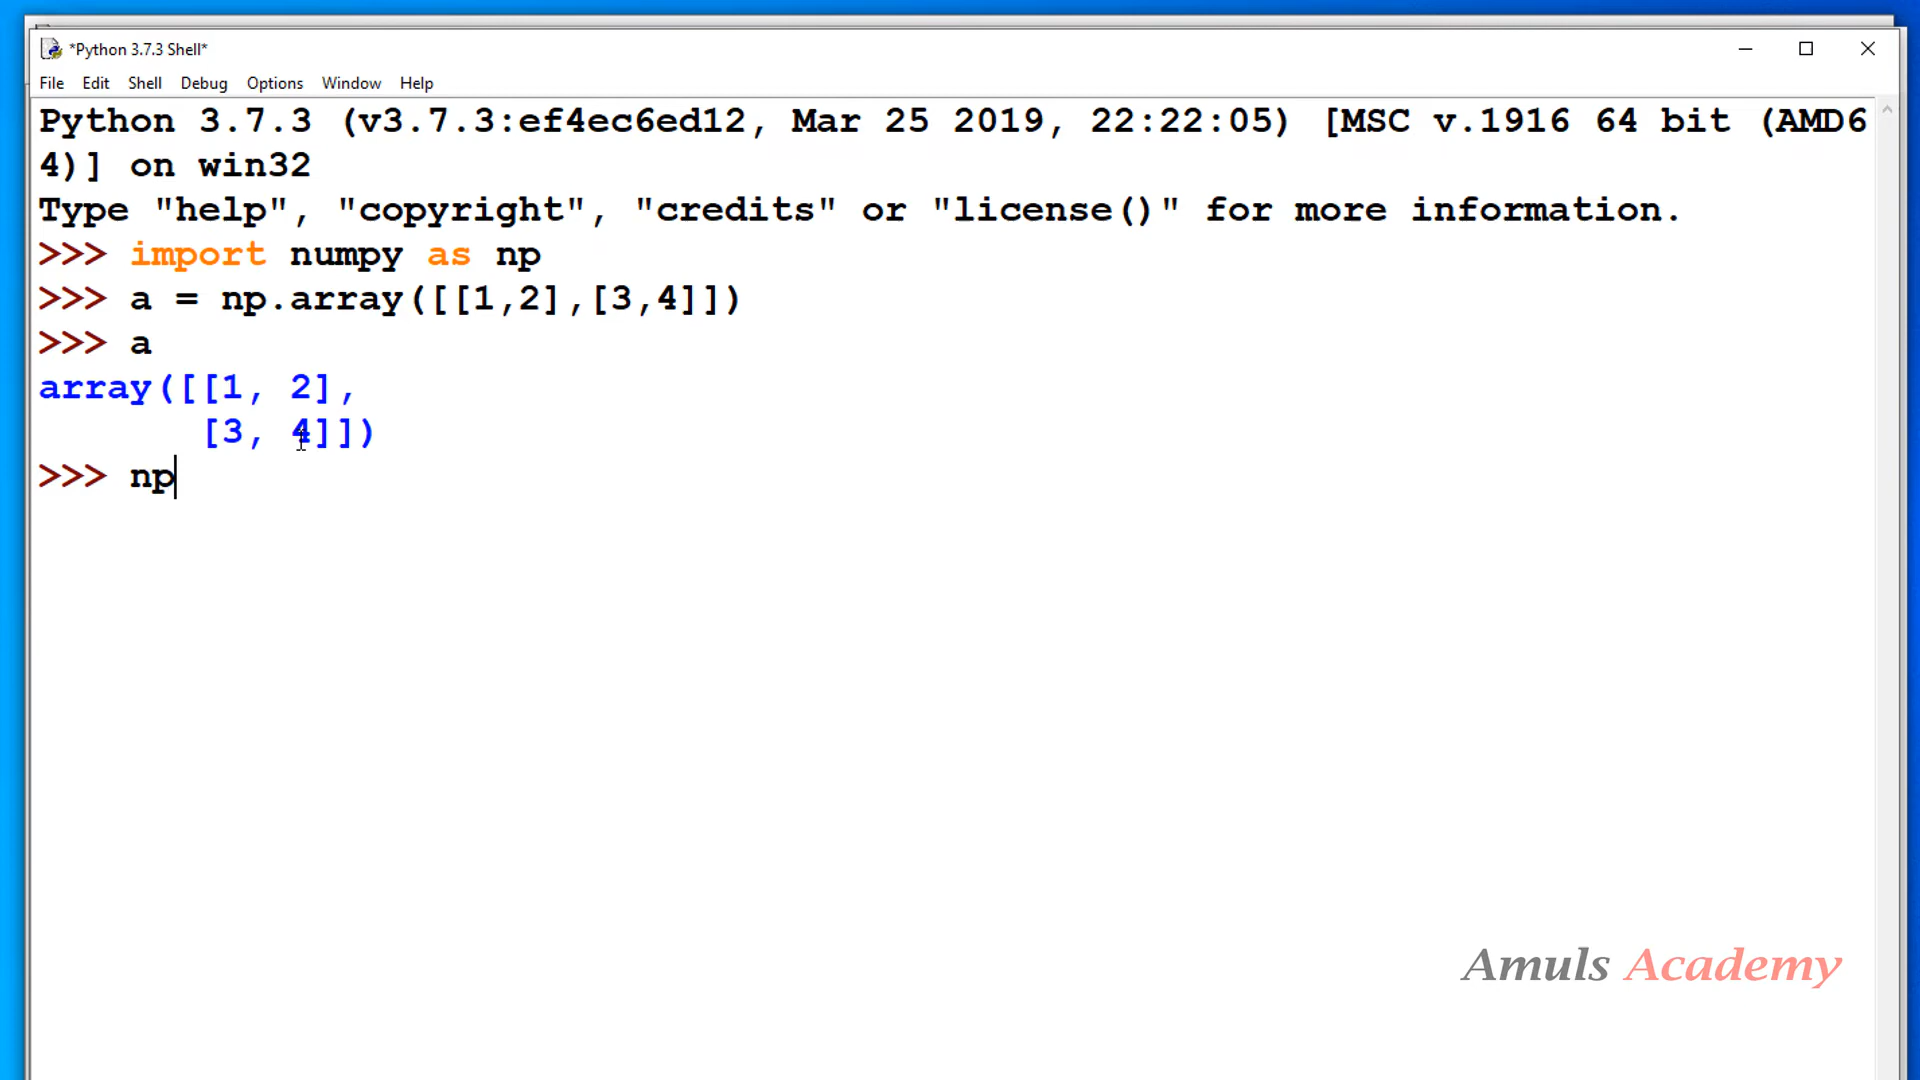 *Python 3.7.3 Shell*
File Edit Shell Debug Options Window Help
Python 3.7.3 (v3.7.3:ef4ec6ed12, Mar 25 2019, 22:22:05) [MSC v.1916 64 bit (AMD6
4)] on win32
Type "help", "copyright", "credits" or "license()" for more information.
>>> import numpy as np
>>> a = np.array([[1,2],[3,4]])
>>> a
array([[1, 2],
       [3, 4]])
>>> np
Amuls Academy